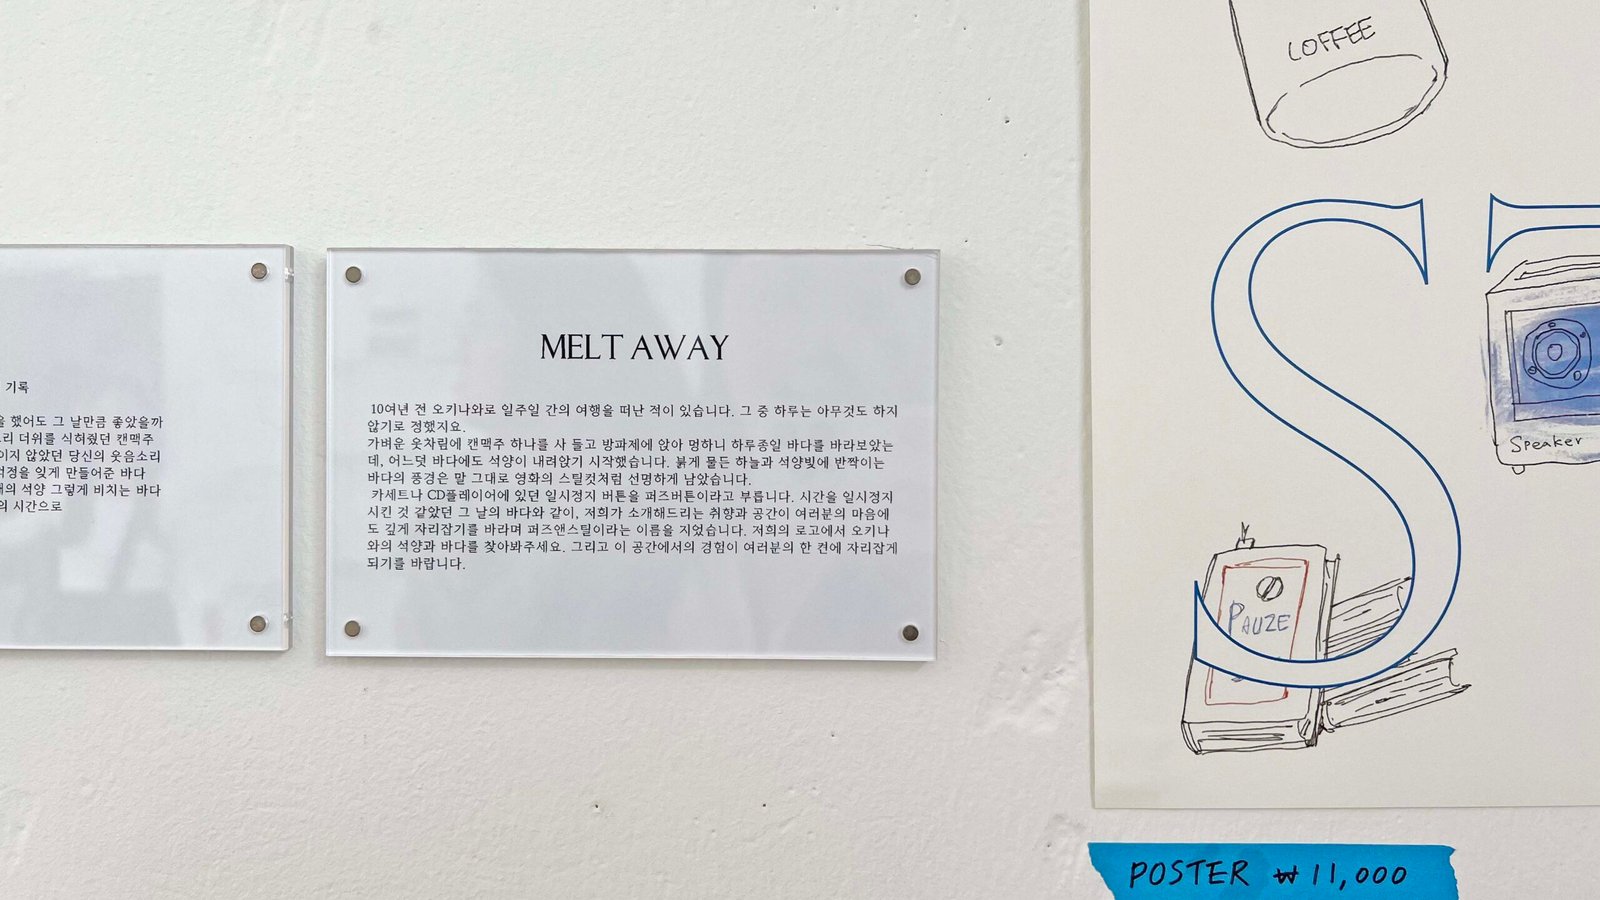 기록
했어도 그 날만큼 좋았을까
더위를 식혀줬던 캔맥주
않았던 당신의 웃음소리
잊게 만들어준 바다
석양 그렇게 비치는 바다
시간으로
MELT AWAY
10여년 전 오키나와로 일주일 간의 여행을 떠난 적이 있습니다. 그 중 하루는 아무것도 하지
않기로 정했지요.
가벼운 옷차림에 캔맥주 하나를 사 들고 방파제에 앉아 멍하니 하루종일 바다를 바라보았는
데, 어느덧 바다에도 석양이 내려앉기 시작했습니다. 붉게 물든 하늘과 석양빛에 반짝이는
바다의 풍경은 말 그대로 영화의 스틸컷처럼 선명하게 남았습니다.
카세트나 CD플레이어에 있던 일시정지 버튼을 퍼즈버튼이라고 부릅니다. 시간을 일시정지
시킨 것 같았던 그 날의 바다와 같이, 저희가 소개해드리는 취향과 공간이 여러분의 마음에
도 깊게 자리잡기를 바라며 퍼즈앤스틸이라는 이름을 지었습니다. 저희의 로고에서 오키나
와의 석양과 바다를 찾아봐주세요. 그리고 이 공간에서의 경험이 여러분의 한 켠에 자리잡게
되기를 바랍니다.
COFFEE
S
Speaker
PAUZE
POSTER ₩11,000